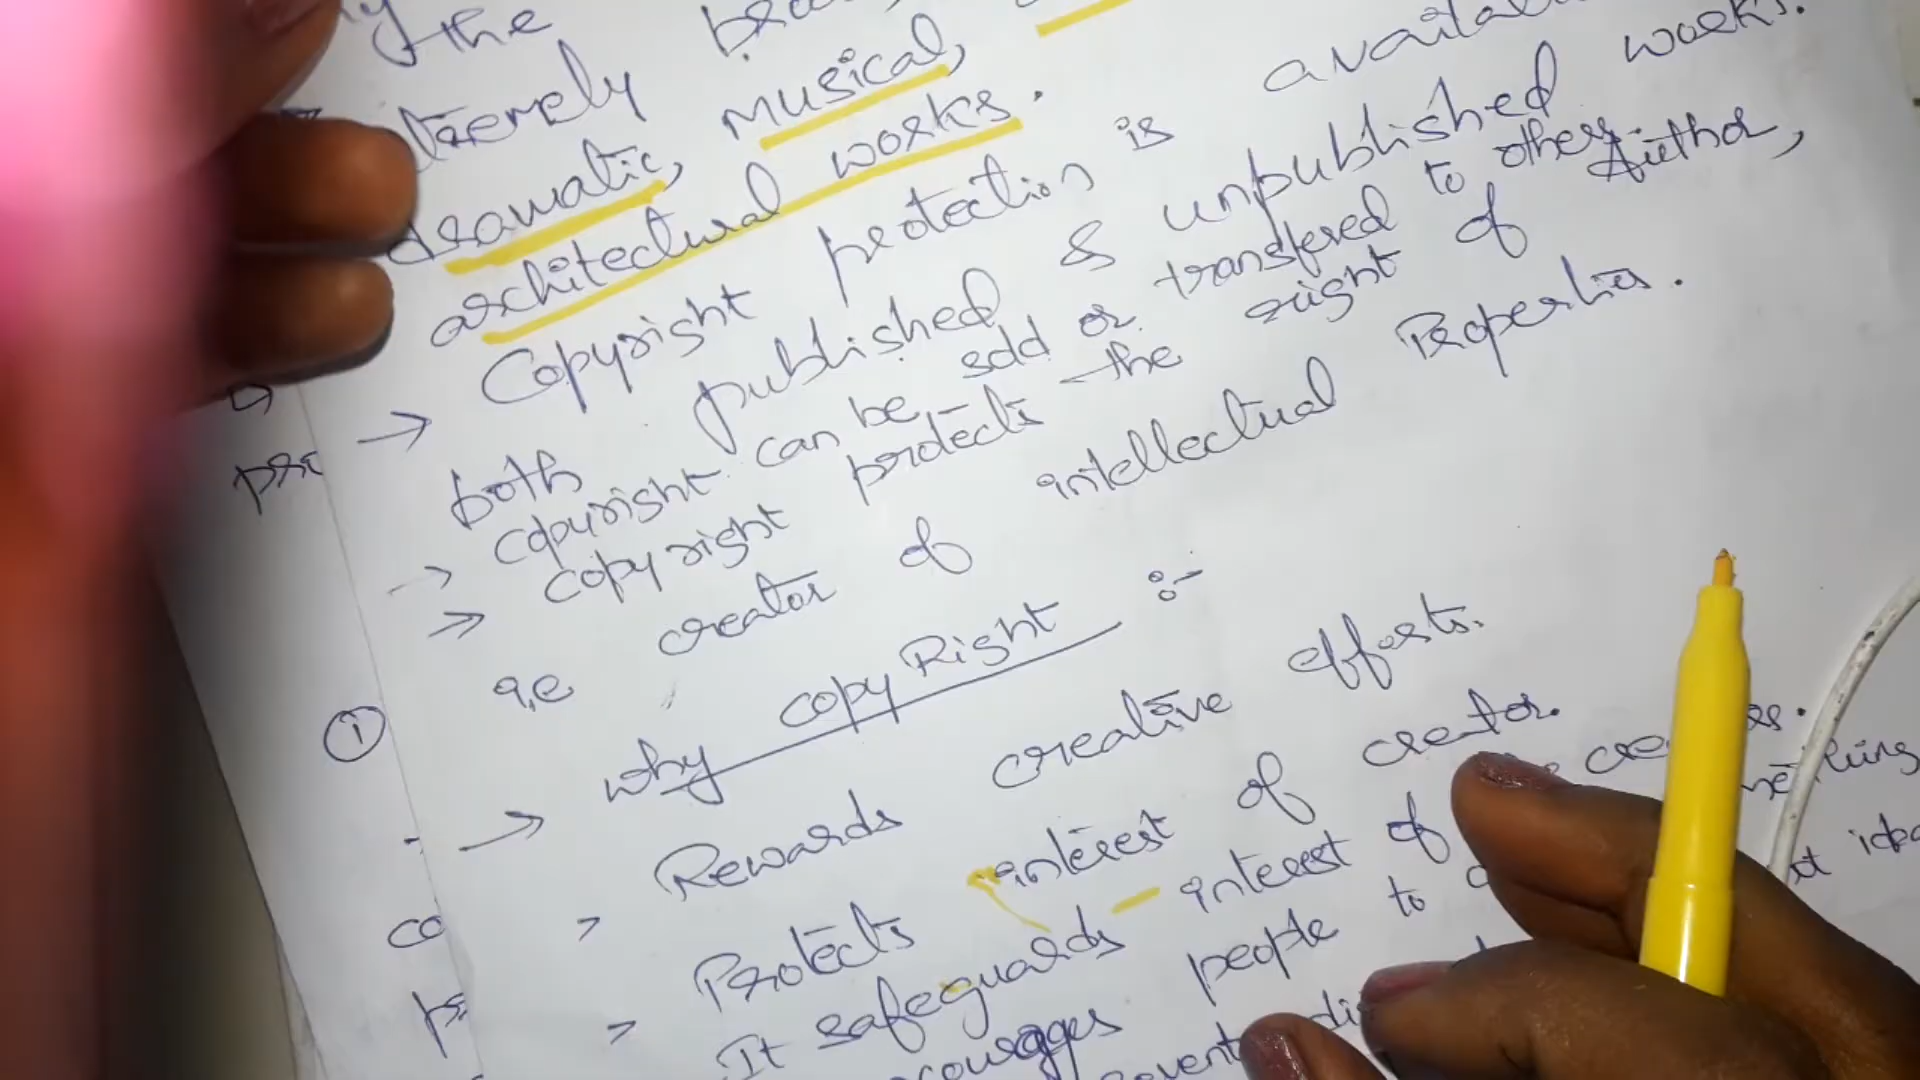 the
dramatic, musical,
architectural works.
→ Copyright protection is
both published & unpublished works.
→ copyright can be sold or transfered to others.
→ copyright protects the right of Author,
i.e creator of intellectual Properties.
① why copyRight :-
→ Rewards creative efforts.
> Protects interest of creator.
> It safeguards interest of
people to